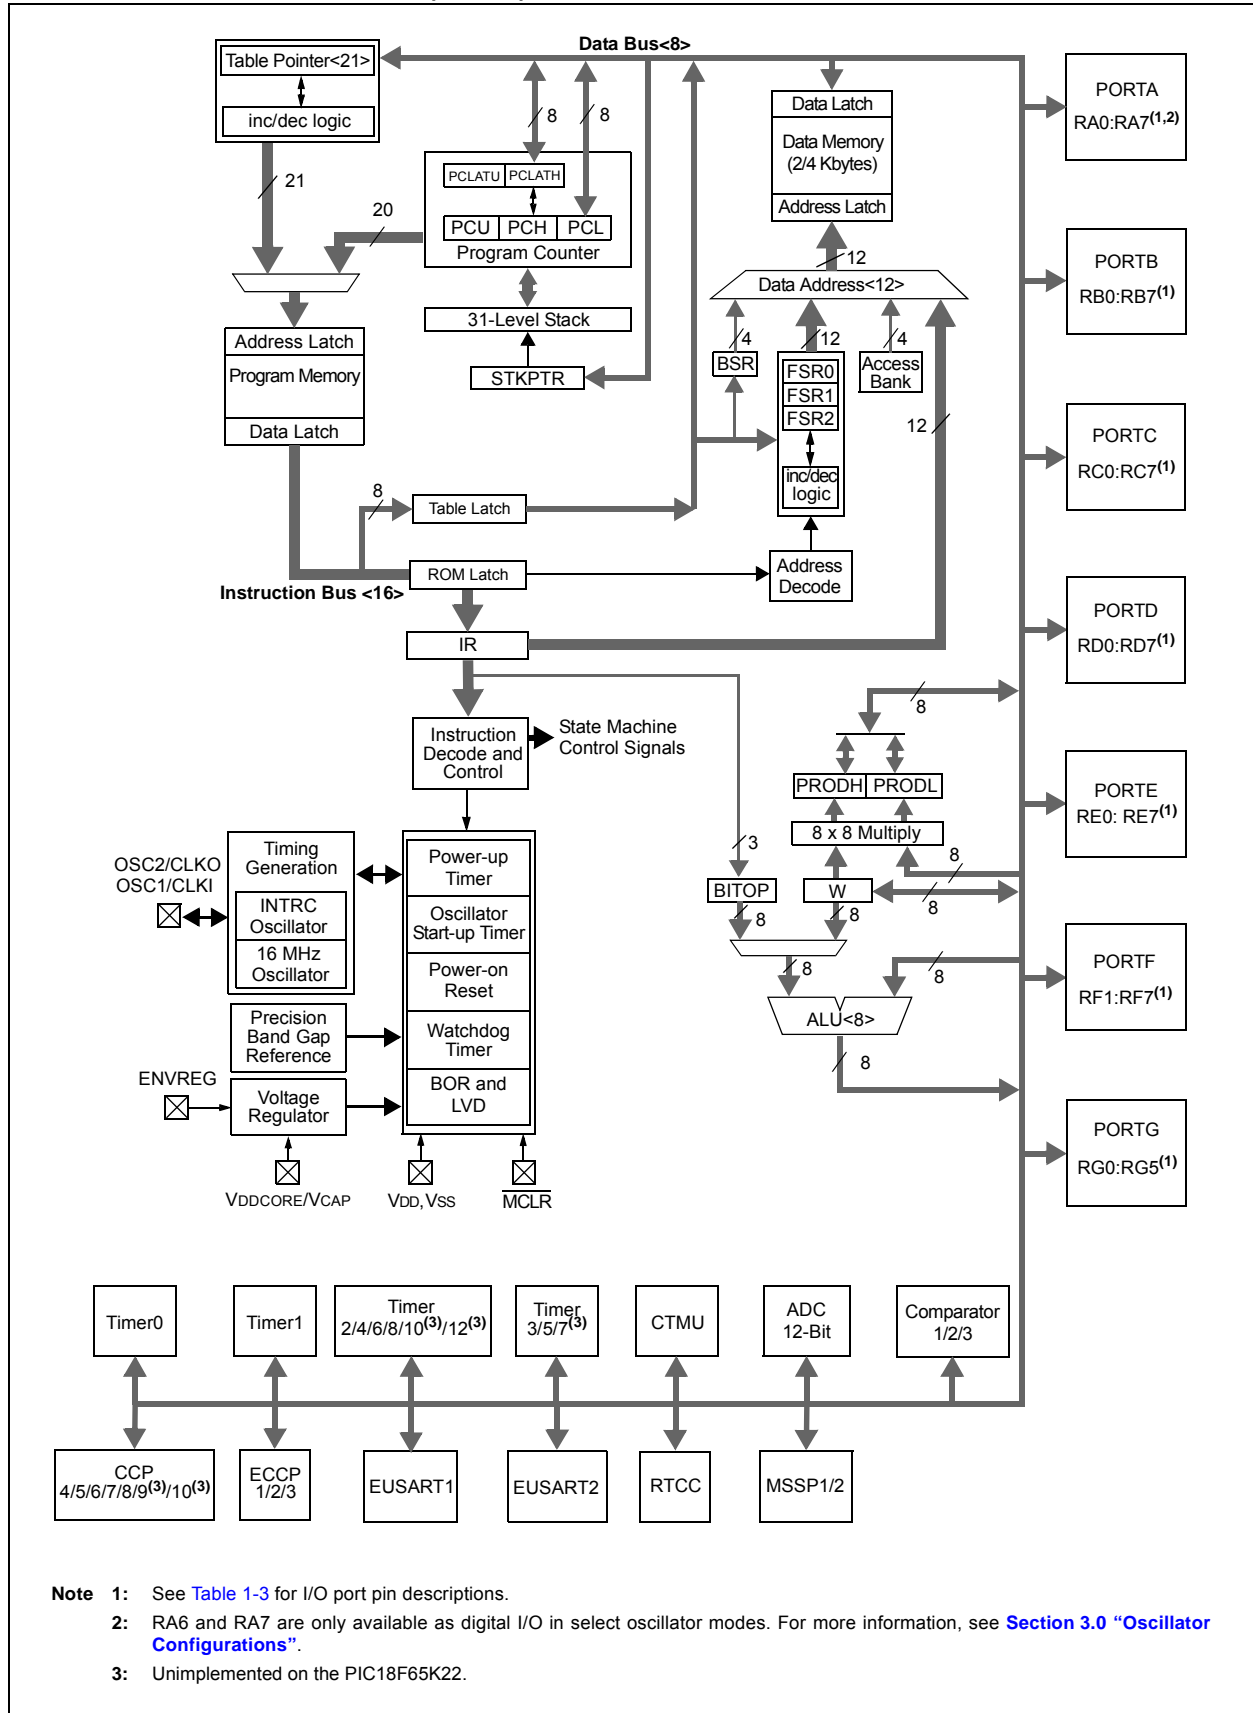 Data Bus<8>
Table Pointer<21>
inc/dec logic
21
20
8
8
PCLATU PCLATH
PCU PCH PCL
Program Counter
31-Level Stack
STKPTR
Address Latch
Program Memory
Data Latch
8
Table Latch
ROM Latch
Instruction Bus <16>
IR
Data Latch
Data Memory
(2/4 Kbytes)
Address Latch
12
Data Address<12>
4
12
4
BSR
FSR0
FSR1
FSR2
inc/dec
logic
Access
Bank
12
Address
Decode
PORTA
RA0:RA7(1,2)
PORTB
RB0:RB7(1)
PORTC
RC0:RC7(1)
PORTD
RD0:RD7(1)
PORTE
RE0: RE7(1)
PORTF
RF1:RF7(1)
PORTG
RG0:RG5(1)
Instruction
Decode and
Control
State Machine
Control Signals
8
PRODH PRODL
8 x 8 Multiply
3
8
BITOP
W
8
8
8
8
8
ALU<8>
8
OSC2/CLKO
OSC1/CLKI
Timing
Generation
INTRC
Oscillator
16 MHz
Oscillator
Precision
Band Gap
Reference
ENVREG
Voltage
Regulator
Power-up
Timer
Oscillator
Start-up Timer
Power-on
Reset
Watchdog
Timer
BOR and
LVD
VDDCORE/VCAP
VDD, VSS
MCLR
Timer0
Timer1
Timer
2/4/6/8/10(3)/12(3)
Timer
3/5/7(3)
CTMU
ADC
12-Bit
Comparator
1/2/3
CCP
4/5/6/7/8/9(3)/10(3)
ECCP
1/2/3
EUSART1
EUSART2
RTCC
MSSP1/2
Note 1: See Table 1-3 for I/O port pin descriptions.
2: RA6 and RA7 are only available as digital I/O in select oscillator modes. For more information, see Section 3.0 “Oscillator
Configurations”.
3: Unimplemented on the PIC18F65K22.